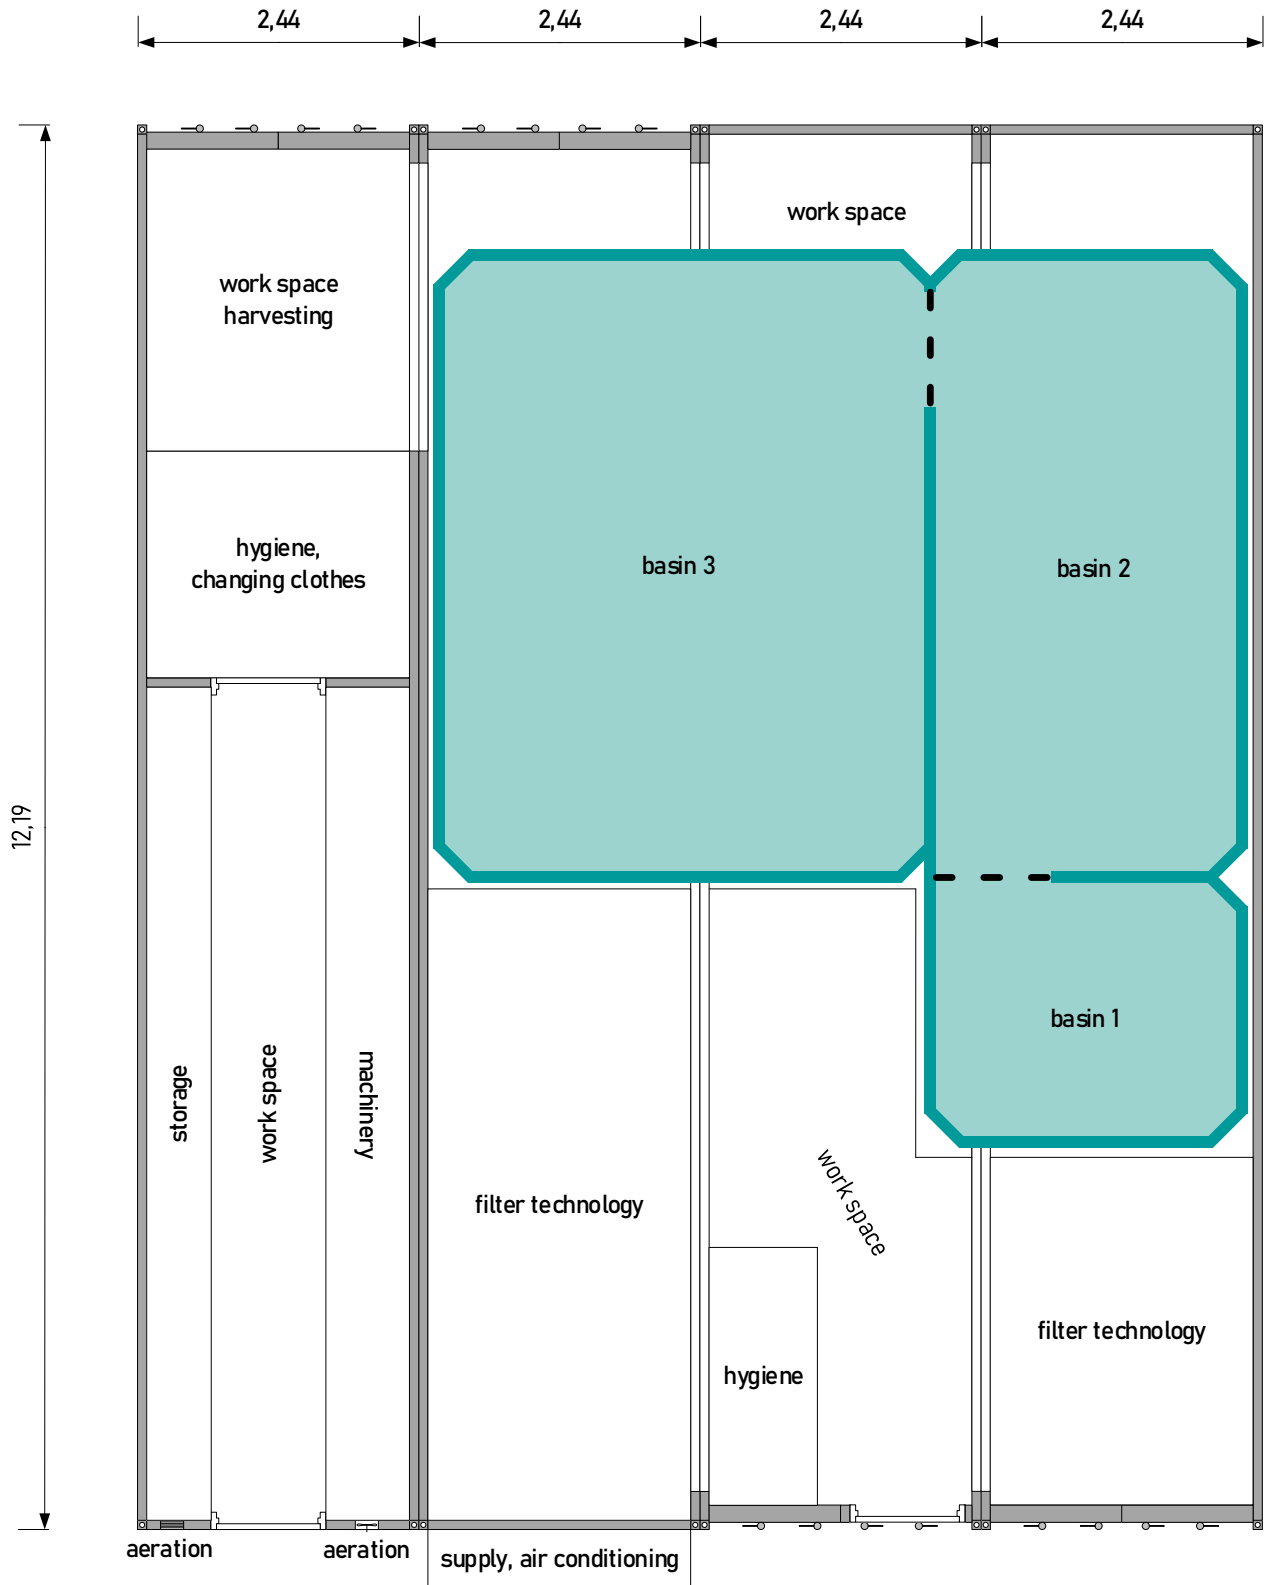 2,44
2,44
2,44
2,44
work space
work space
harvesting
hygiene,
changing clothes
basin 3
basin 2
12,19
basin 1
storage
work space
machinery
work space
filter technology
filter technology
hygiene
aeration
aeration
supply, air conditioning